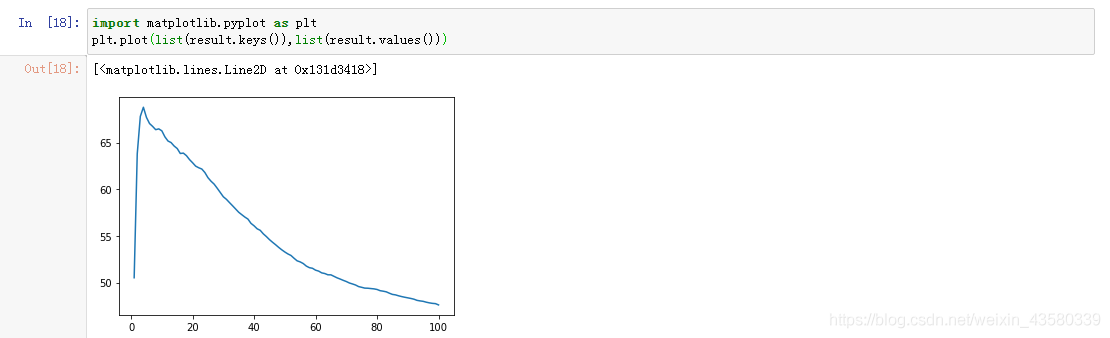 In [18]: import matplotlib.pyplot as plt
plt.plot(list(result.keys()),list(result.values()))
Out[18]: [<matplotlib.lines.Line2D at 0x131d3418>]
65
60
55
50
0 20 40 60 80 100
https://blog.csdn.net/weixin_43580339